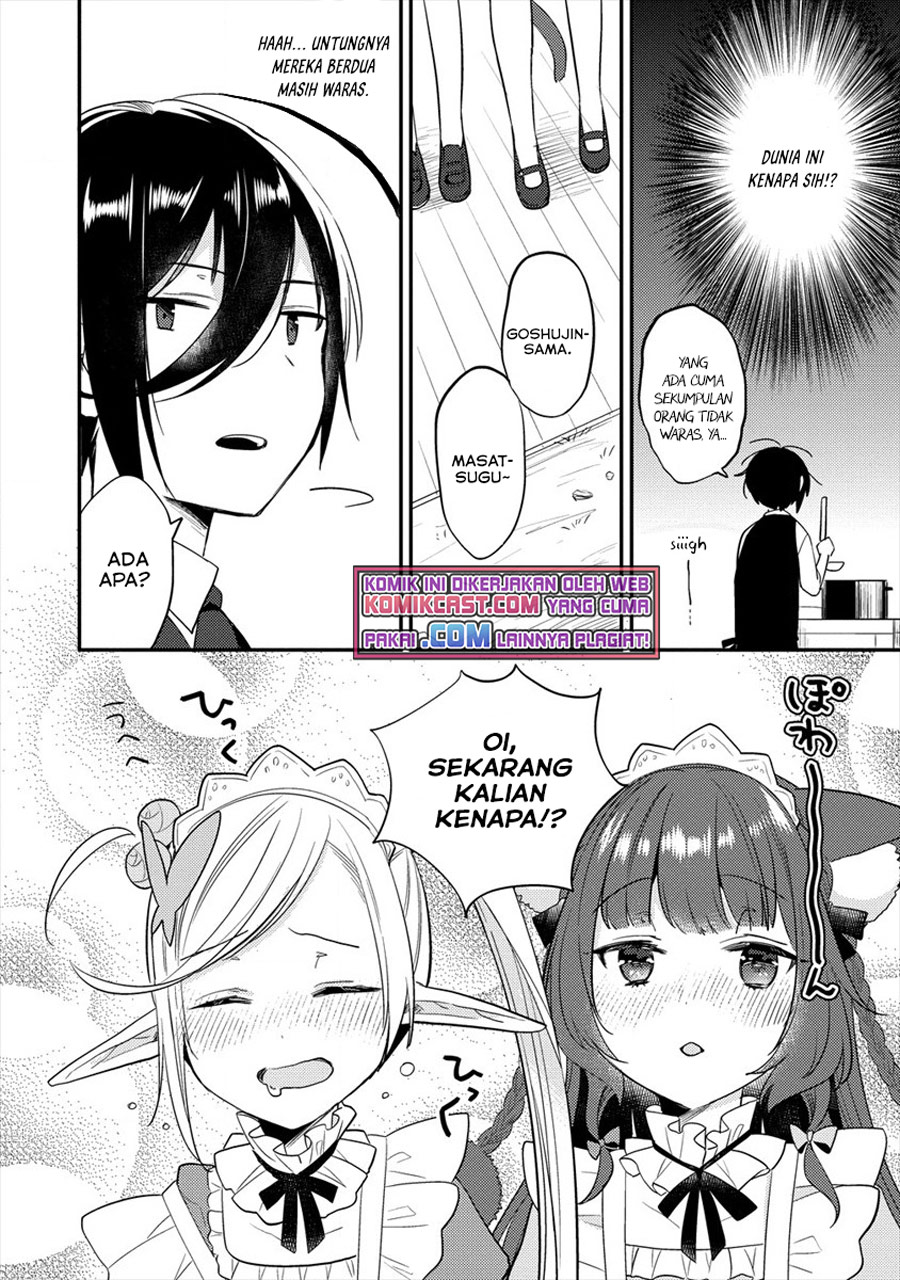 DUNIA INI
KENAPA SIH!?
YANG
ADA CUMA
SEKUMPULAN
ORANG TIDAK
WARAS, YA...
siiigh
GOSHUJIN-
SAMA.
MASAT-
SUGU~
HAAH... UNTUNGNYA
MEREKA BERDUA
MASIH WARAS.
ADA
APA?
KOMIK INI DIKERJAKAN OLEH WEB
KOMIKCAST.COM YANG CUMA
PAKAI .COM LAINNYA PLAGIAT!
ぽわーーん
OI,
SEKARANG
KALIAN
KENAPA!?
ひっく
ひっく